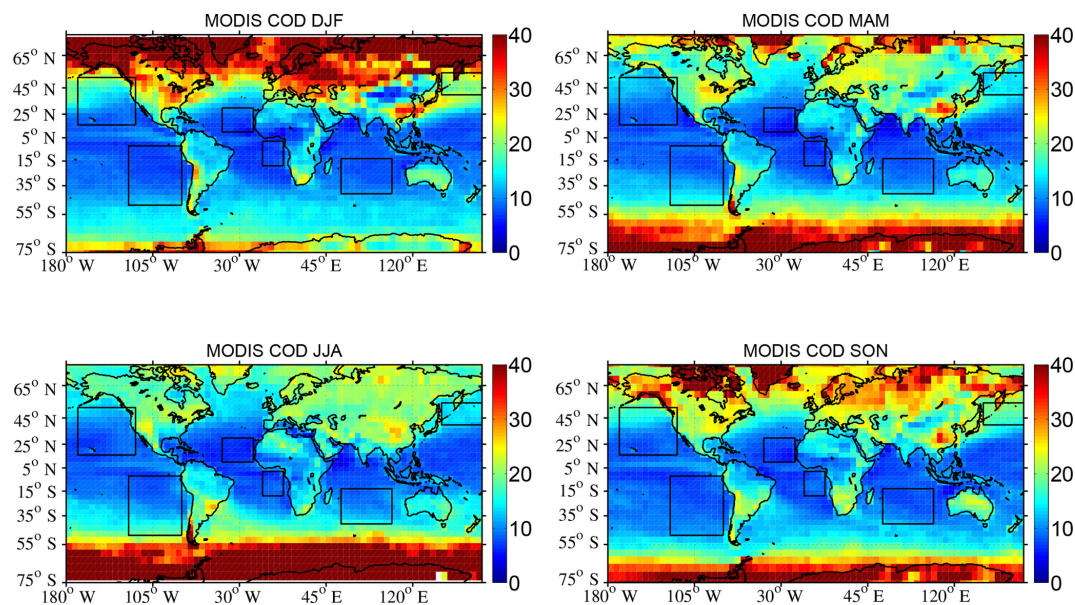 MODIS COD DJF
65° N
45° N
25° N
5° N
15° S
35° S
55° S
75° S
180° W
105° W
30° W
45° E
120° E
40
30
20
10
0
MODIS COD MAM
65° N
45° N
25° N
5° N
15° S
35° S
55° S
75° S
180° W
105° W
30° W
45° E
120° E
40
30
20
10
0
MODIS COD JJA
65° N
45° N
25° N
5° N
15° S
35° S
55° S
75° S
180° W
105° W
30° W
45° E
120° E
40
30
20
10
0
MODIS COD SON
65° N
45° N
25° N
5° N
15° S
35° S
55° S
75° S
180° W
105° W
30° W
45° E
120° E
40
30
20
10
0